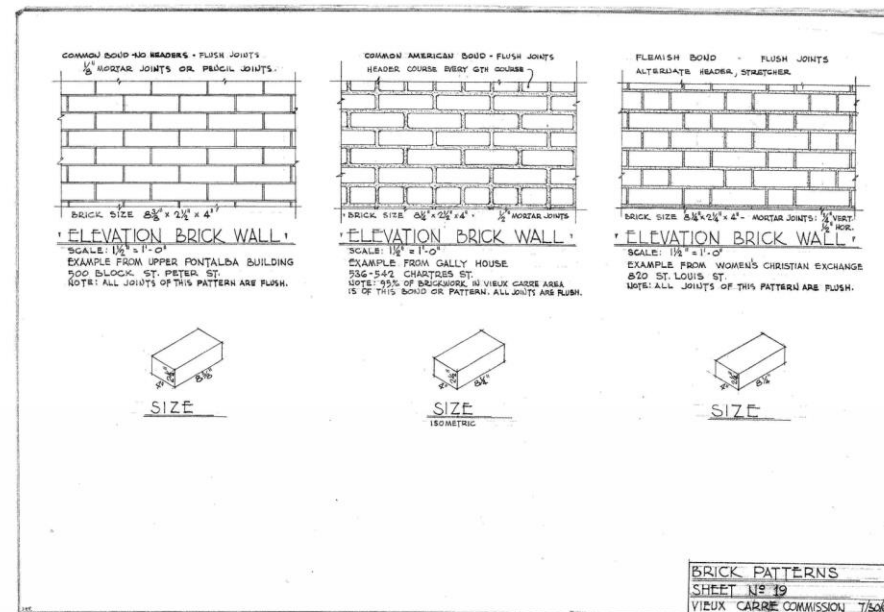 COMMON BOND - NO HEADERS - FLUSH JOINTS
1/8" MORTAR JOINTS OR PENCIL JOINTS.
BRICK SIZE 8 3/8" x 2 1/2" x 4"
ELEVATION BRICK WALL
SCALE: 1 1/2" = 1'-0"
EXAMPLE FROM UPPER PONTALBA BUILDING
500 BLOCK ST. PETER ST.
NOTE: ALL JOINTS OF THIS PATTERN ARE FLUSH.
4"
8 3/8"
SIZE
COMMON AMERICAN BOND - FLUSH JOINTS
HEADER COURSE EVERY 6TH COURSE
BRICK SIZE 8 1/2" x 2 1/2" x 4" - 1/2" MORTAR JOINTS
ELEVATION BRICK WALL
SCALE: 1 1/2" = 1'-0"
EXAMPLE FROM GALLY HOUSE
536-542 CHARTRES ST.
NOTE: 95% OF BRICKWORK IN VIEUX CARRE AREA
IS OF THIS BOND OR PATTERN. ALL JOINTS ARE FLUSH.
4"
SIZE
ISOMETRIC
FLEMISH BOND - FLUSH JOINTS
ALTERNATE HEADER, STRETCHER
BRICK SIZE 8 1/4" x 2 1/4" x 4" - MORTAR JOINTS: VERT.
HOR.
ELEVATION BRICK WALL
SCALE: 1 1/2" = 1'-0"
EXAMPLE FROM WOMEN'S CHRISTIAN EXCHANGE
820 ST. LOUIS ST.
NOTE: ALL JOINTS OF THIS PATTERN ARE FLUSH.
4"
8 1/4"
SIZE
BRICK PATTERNS
SHEET Nº 19
VIEUX CARRE COMMISSION